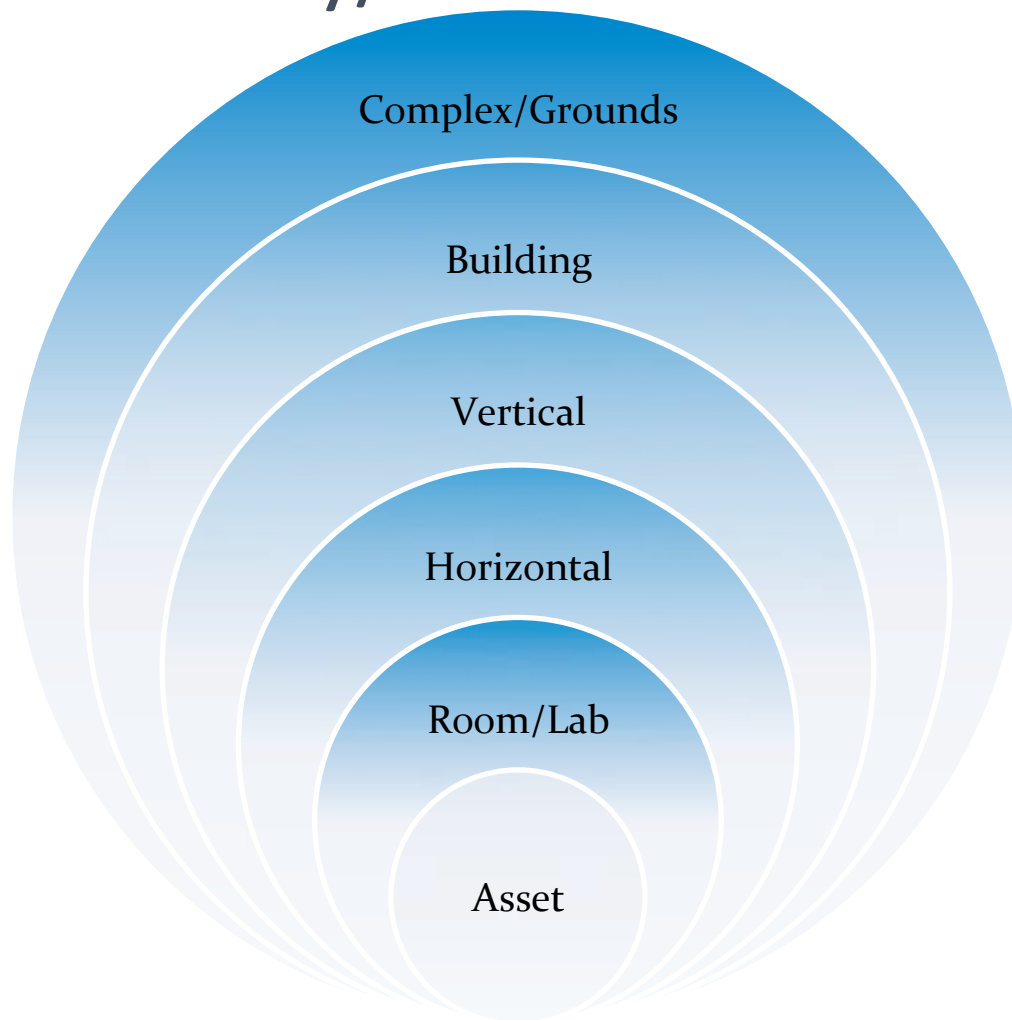 Complex/Grounds
Building
Vertical
Horizontal
Room/Lab
Asset